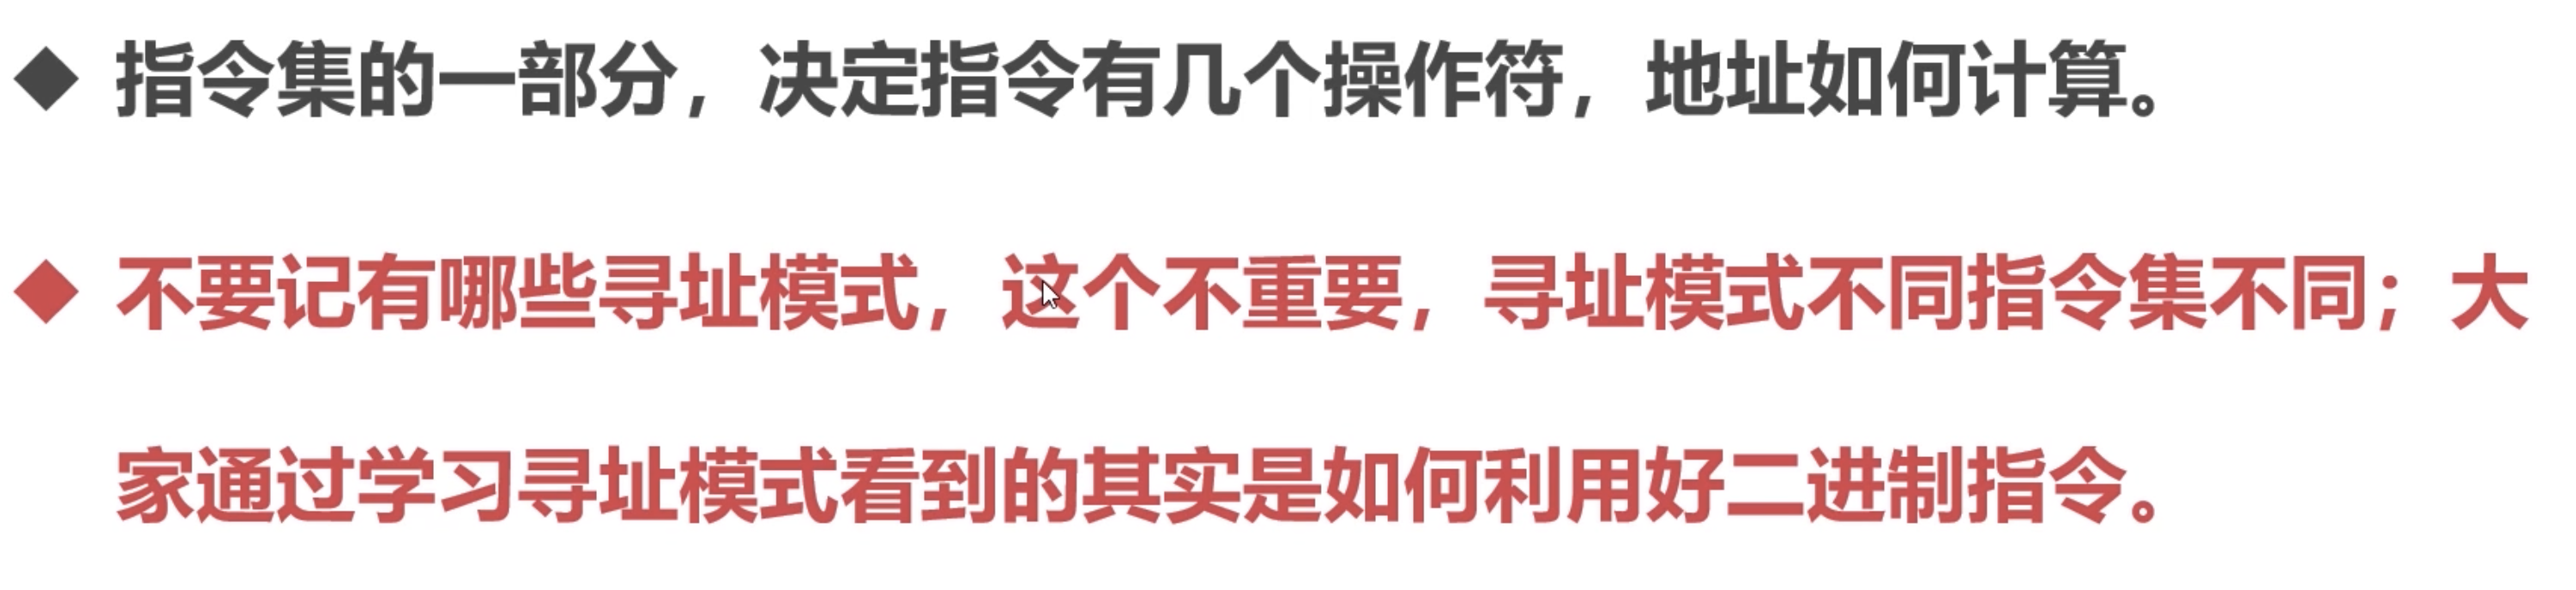 ◆ 指令集的一部分，决定指令有几个操作符，地址如何计算。
◆ 不要记有哪些寻址模式，这个不重要，寻址模式不同指令集不同；大
家通过学习寻址模式看到的其实是如何利用好二进制指令。